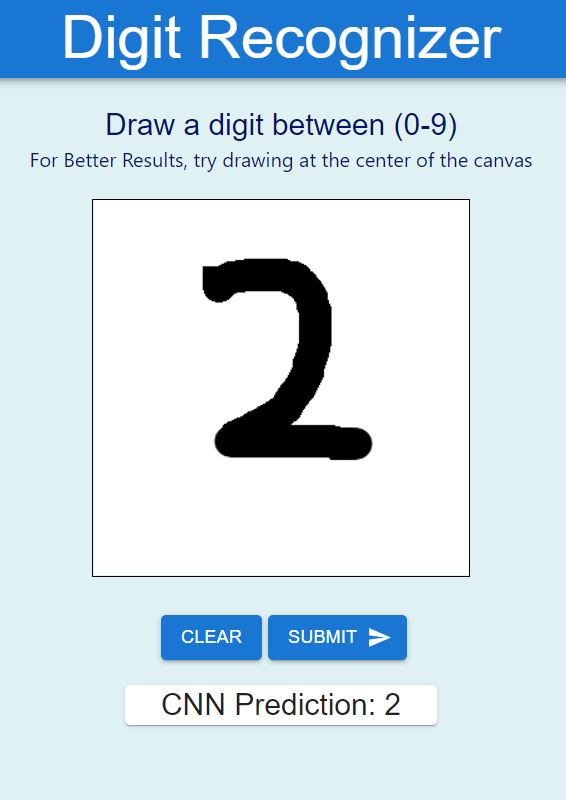 Digit Recognizer
Draw a digit between (0-9)
For Better Results, try drawing at the center of the canvas
2
CLEAR SUBMIT
CNN Prediction: 2